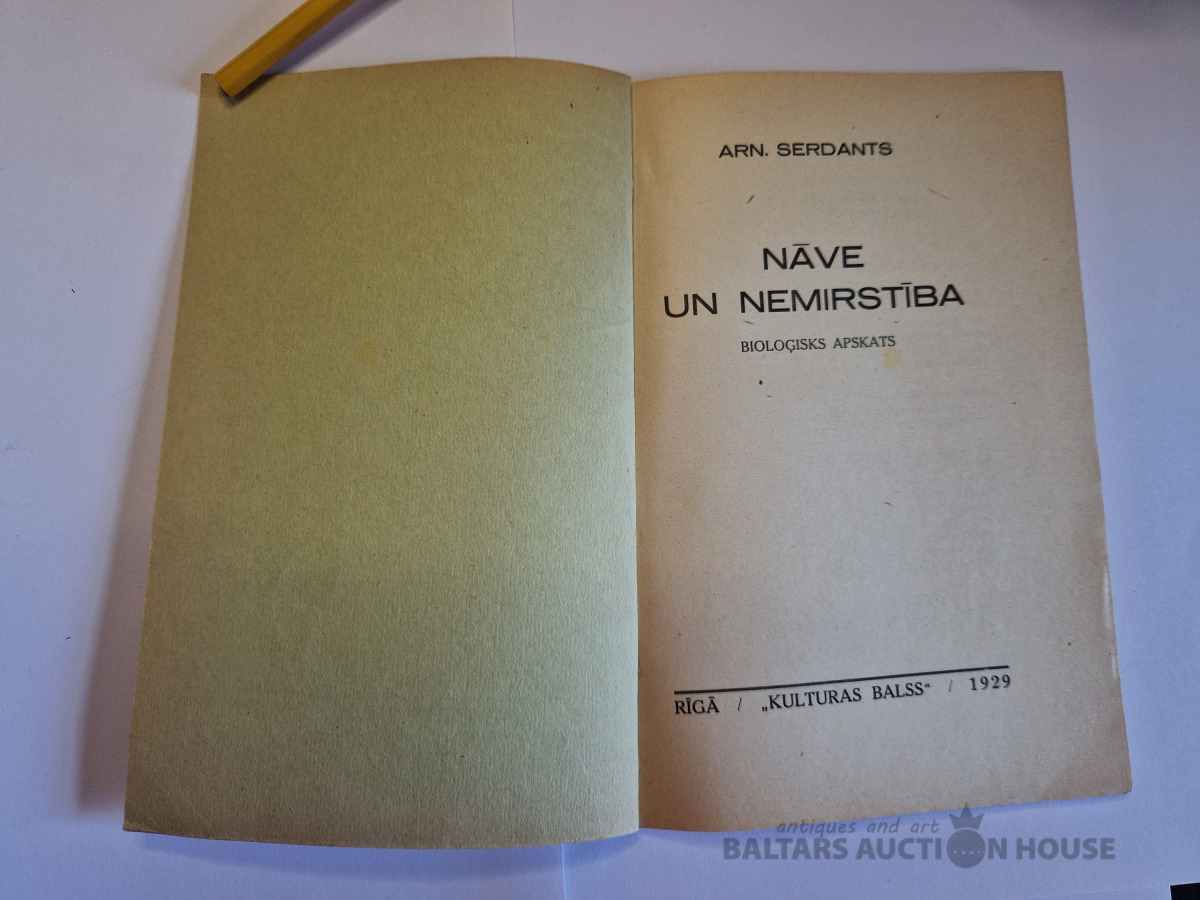 ARN. SERDANTS
NĀVE
UN NEMIRSTĪBA
BIOLOĢISKS APSKATS
RĪGĀ / „KULTURAS BALSS“ / 1929
antiques and art
BALTARS AUCTION HOUSE